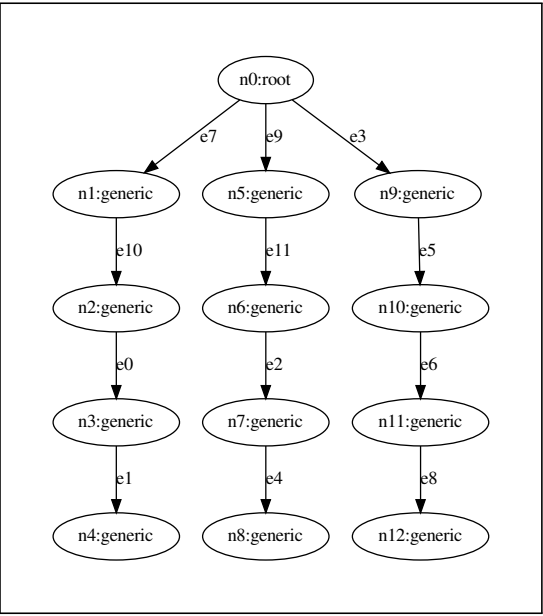 n0:root
e7 e9 e3
n1:generic n5:generic n9:generic
e10 e11 e5
n2:generic n6:generic n10:generic
e0 e2 e6
n3:generic n7:generic n11:generic
e1 e4 e8
n4:generic n8:generic n12:generic